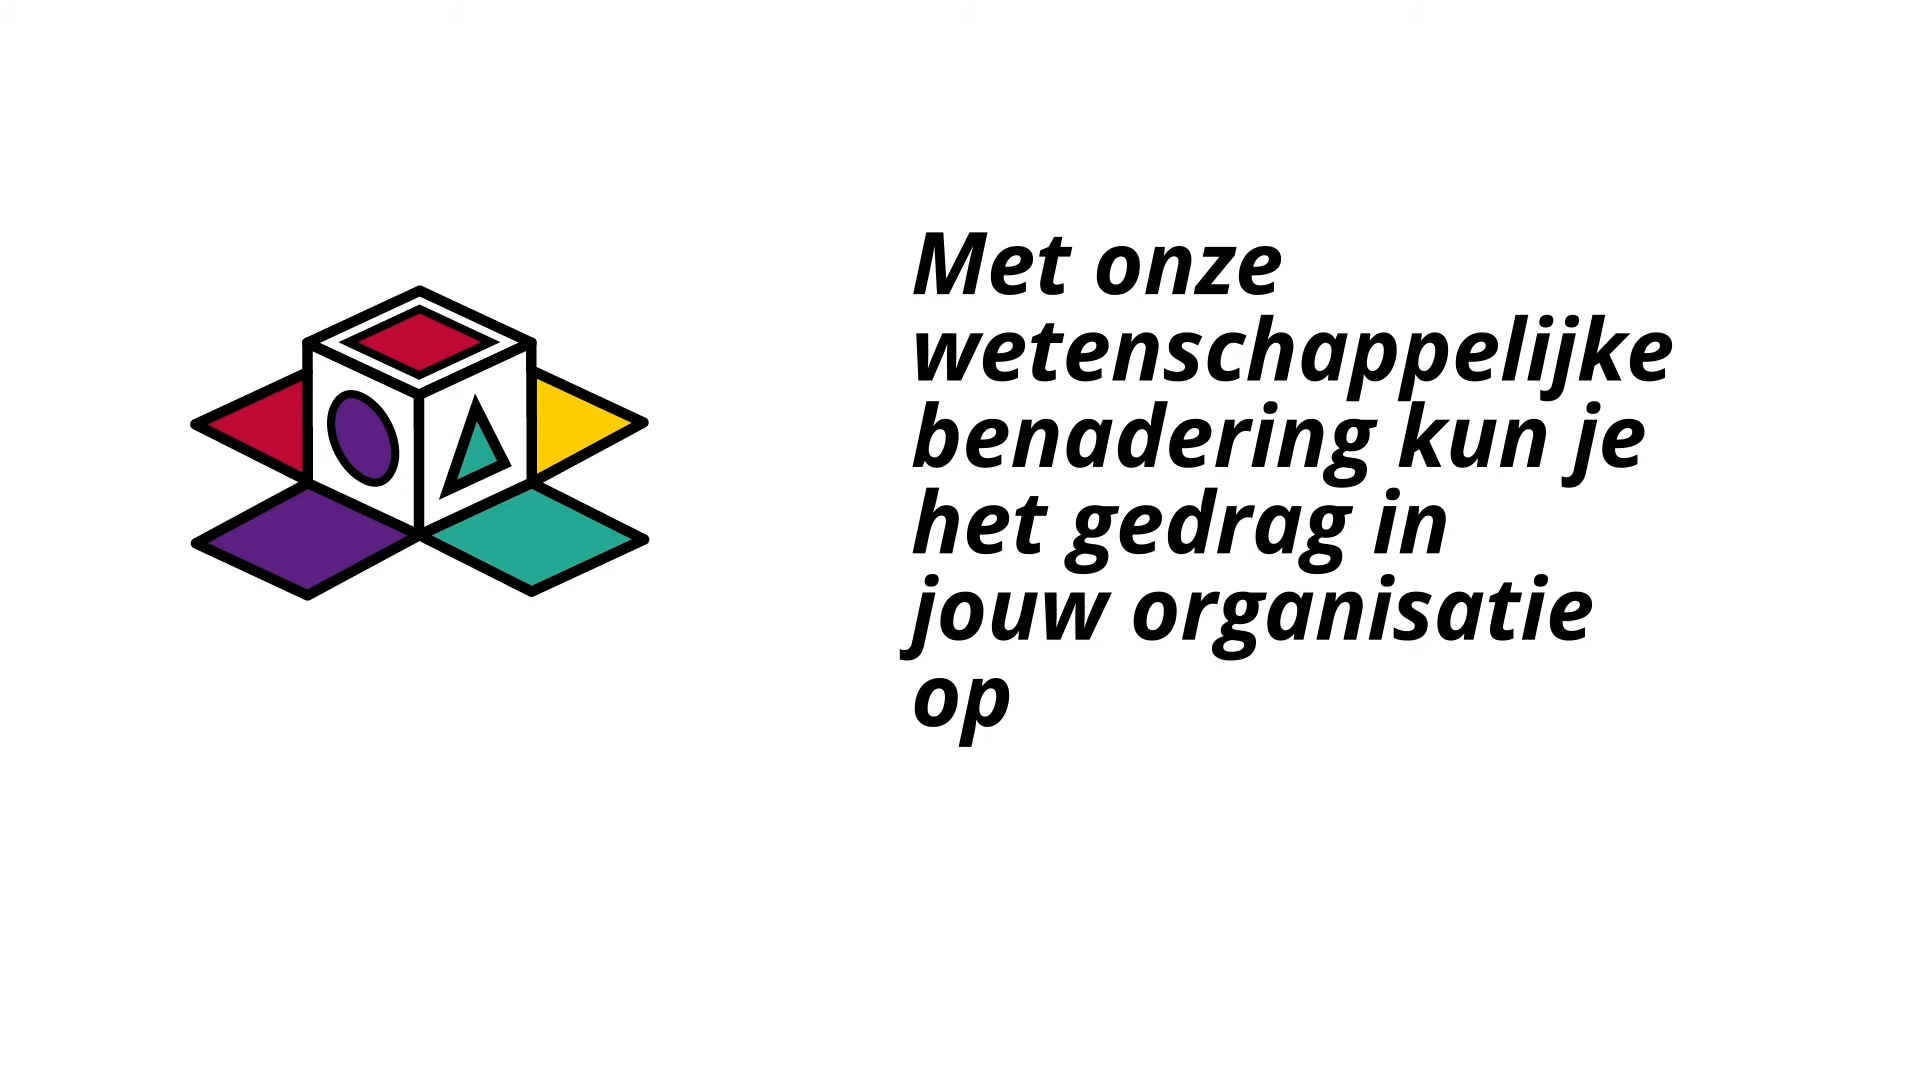 Met onze
wetenschappelijke
benadering kun je
het gedrag in
jouw organisatie
op